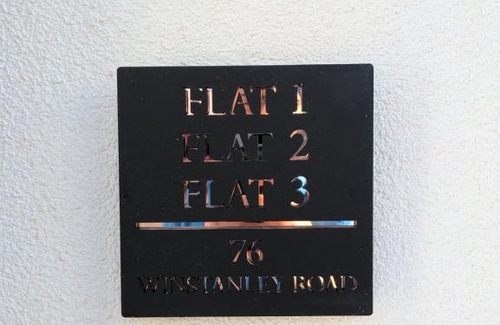 FLAT 1
FLAT 2
FLAT 3
76
WINSTANLEY ROAD